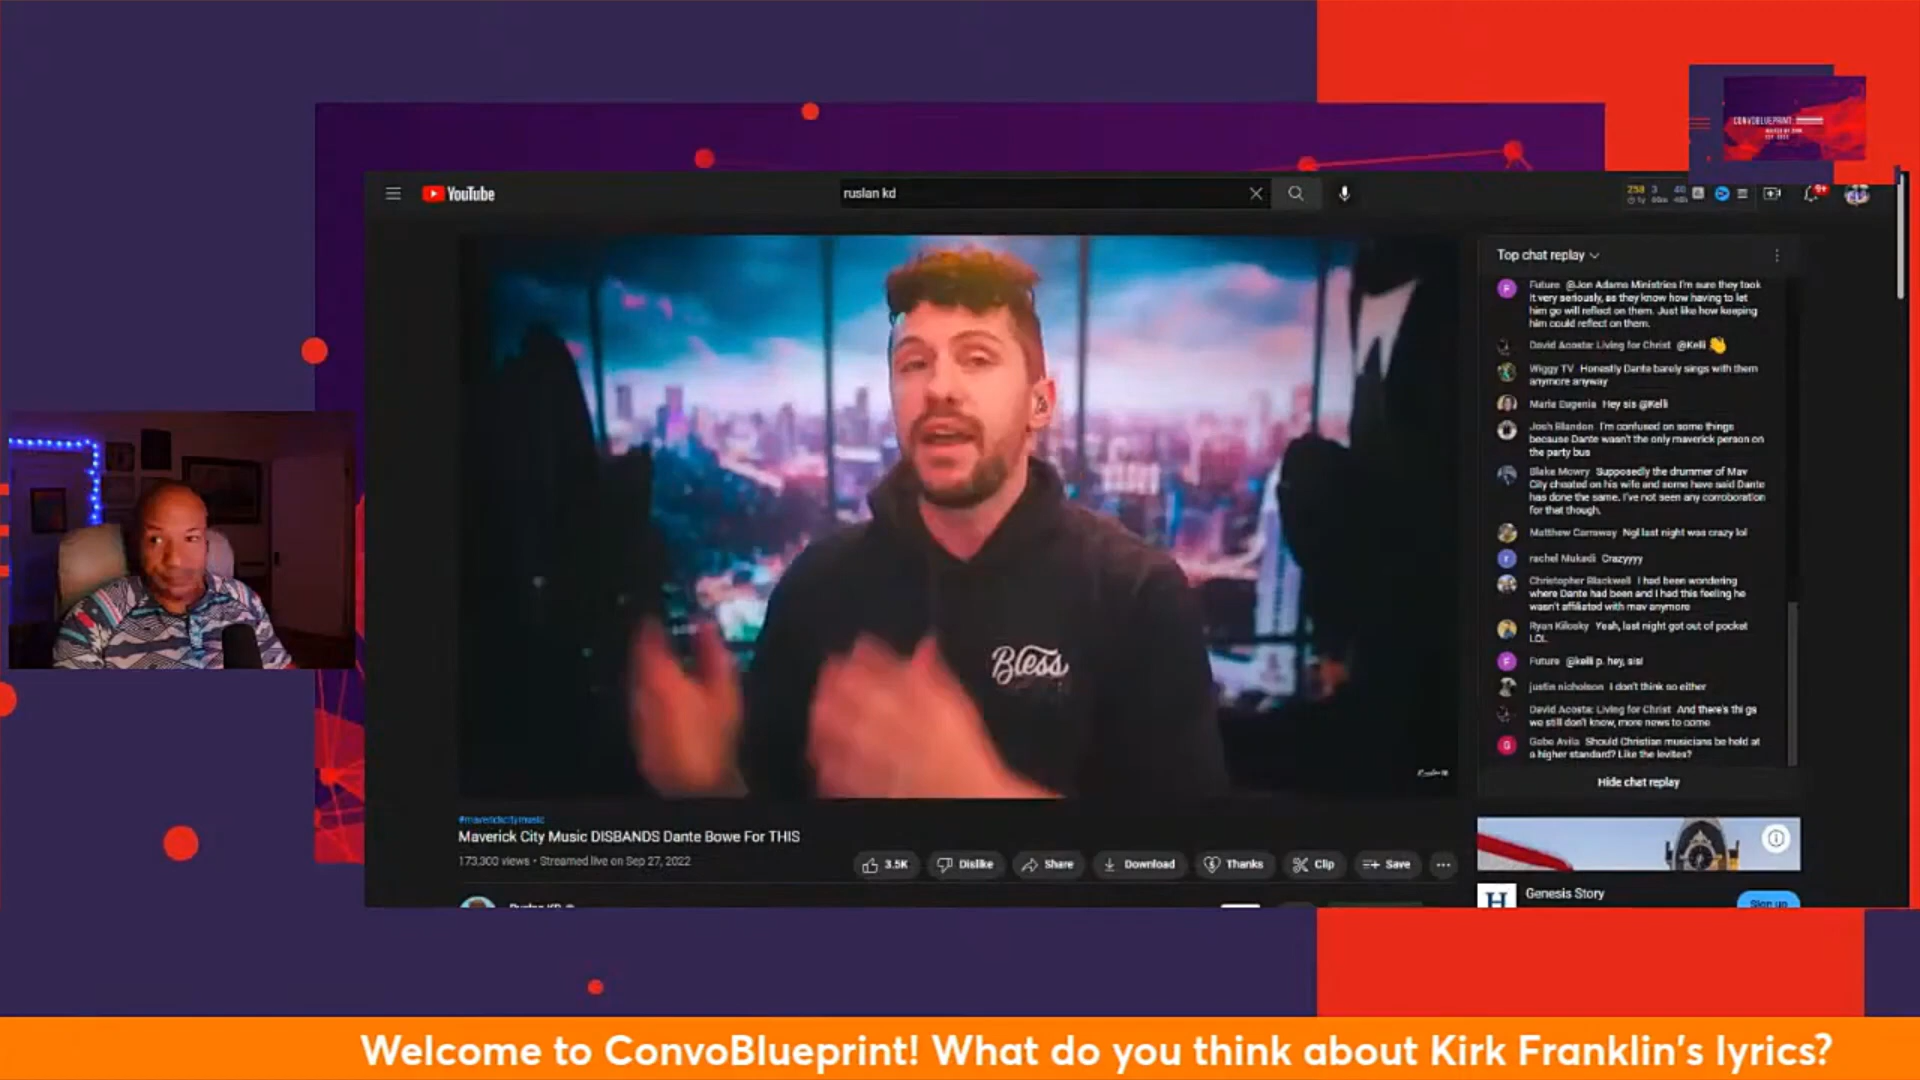 CONVOBLUEPRINT
YouTube
ruslan kd
9+
Top chat replay
Future @Jon Adams Ministries I'm sure they took
it very seriously, as they know how having to let
him go will reflect on them. Just like how keeping
him could reflect on them.
David Acosta: Living for Christ @Kelli
Wiggy TV Honestly Dante barely sings with them
anymore anyway
Maria Eugenia Hey sis @Kelli
Josh Blandon I'm confused on some things
because Dante wasn't the only maverick person on
the party bus
Blake Mowry Supposedly the drummer of Mav
City cheated on his wife and some have said Dante
has done the same. I've not seen any corroboration
for that though.
Matthew Carraway Ngl last night was crazy lol
rachel Mukadi Crazyyyy
Christopher Blackwell I had been wondering
where Dante had been and I had this feeling he
wasn't affiliated with mav anymore
Ryan Kilosky Yeah, last night got out of pocket
LOL
Future @kelli p. hey, sis!
justin nicholson I don't think so either
David Acosta: Living for Christ And there's thi gs
we still don't know, more news to come
Gabe Avila Should Christian musicians be held at
a higher standard? Like the levites?
Hide chat replay
Bless
#maverickcitymusic
Maverick City Music DISBANDS Dante Bowe For THIS
173,300 views • Streamed live on Sep 27, 2022
3.5K
Dislike
Share
Download
Thanks
Clip
Save
H
Genesis Story
Sign up
Welcome to ConvoBlueprint! What do you think about Kirk Franklin's lyrics?